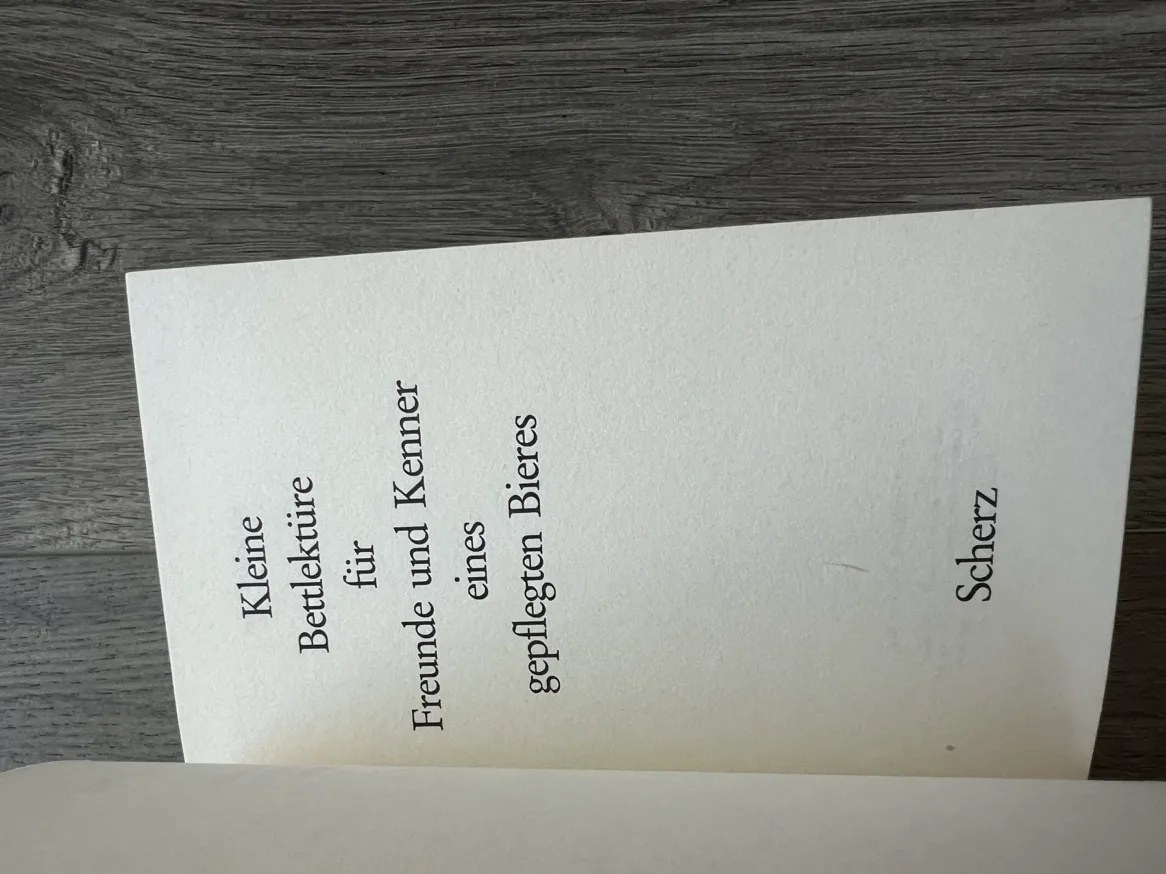 Kleine
Bettlektüre
für
Freunde und Kenner
eines
gepflegten Bieres
Scherz